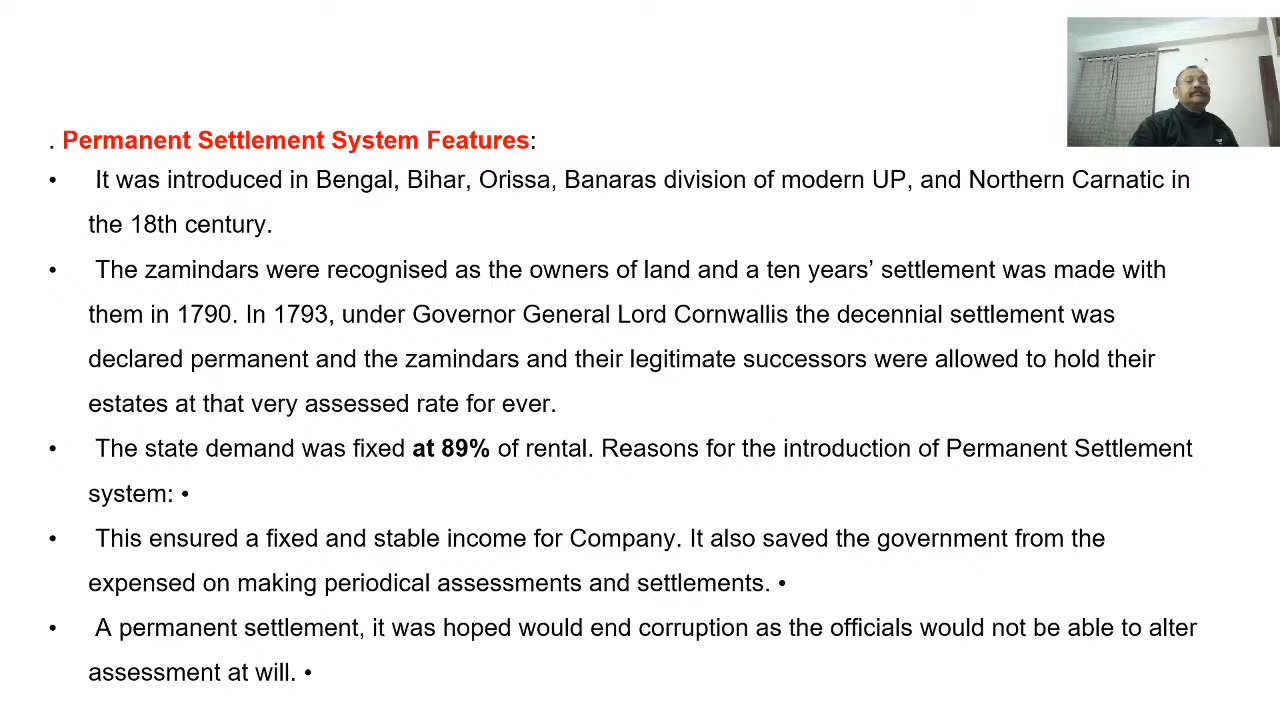 . Permanent Settlement System Features:
• It was introduced in Bengal, Bihar, Orissa, Banaras division of modern UP, and Northern Carnatic in
the 18th century.
• The zamindars were recognised as the owners of land and a ten years’ settlement was made with
them in 1790. In 1793, under Governor General Lord Cornwallis the decennial settlement was
declared permanent and the zamindars and their legitimate successors were allowed to hold their
estates at that very assessed rate for ever.
• The state demand was fixed at 89% of rental. Reasons for the introduction of Permanent Settlement
system: •
• This ensured a fixed and stable income for Company. It also saved the government from the
expensed on making periodical assessments and settlements. •
• A permanent settlement, it was hoped would end corruption as the officials would not be able to alter
assessment at will. •